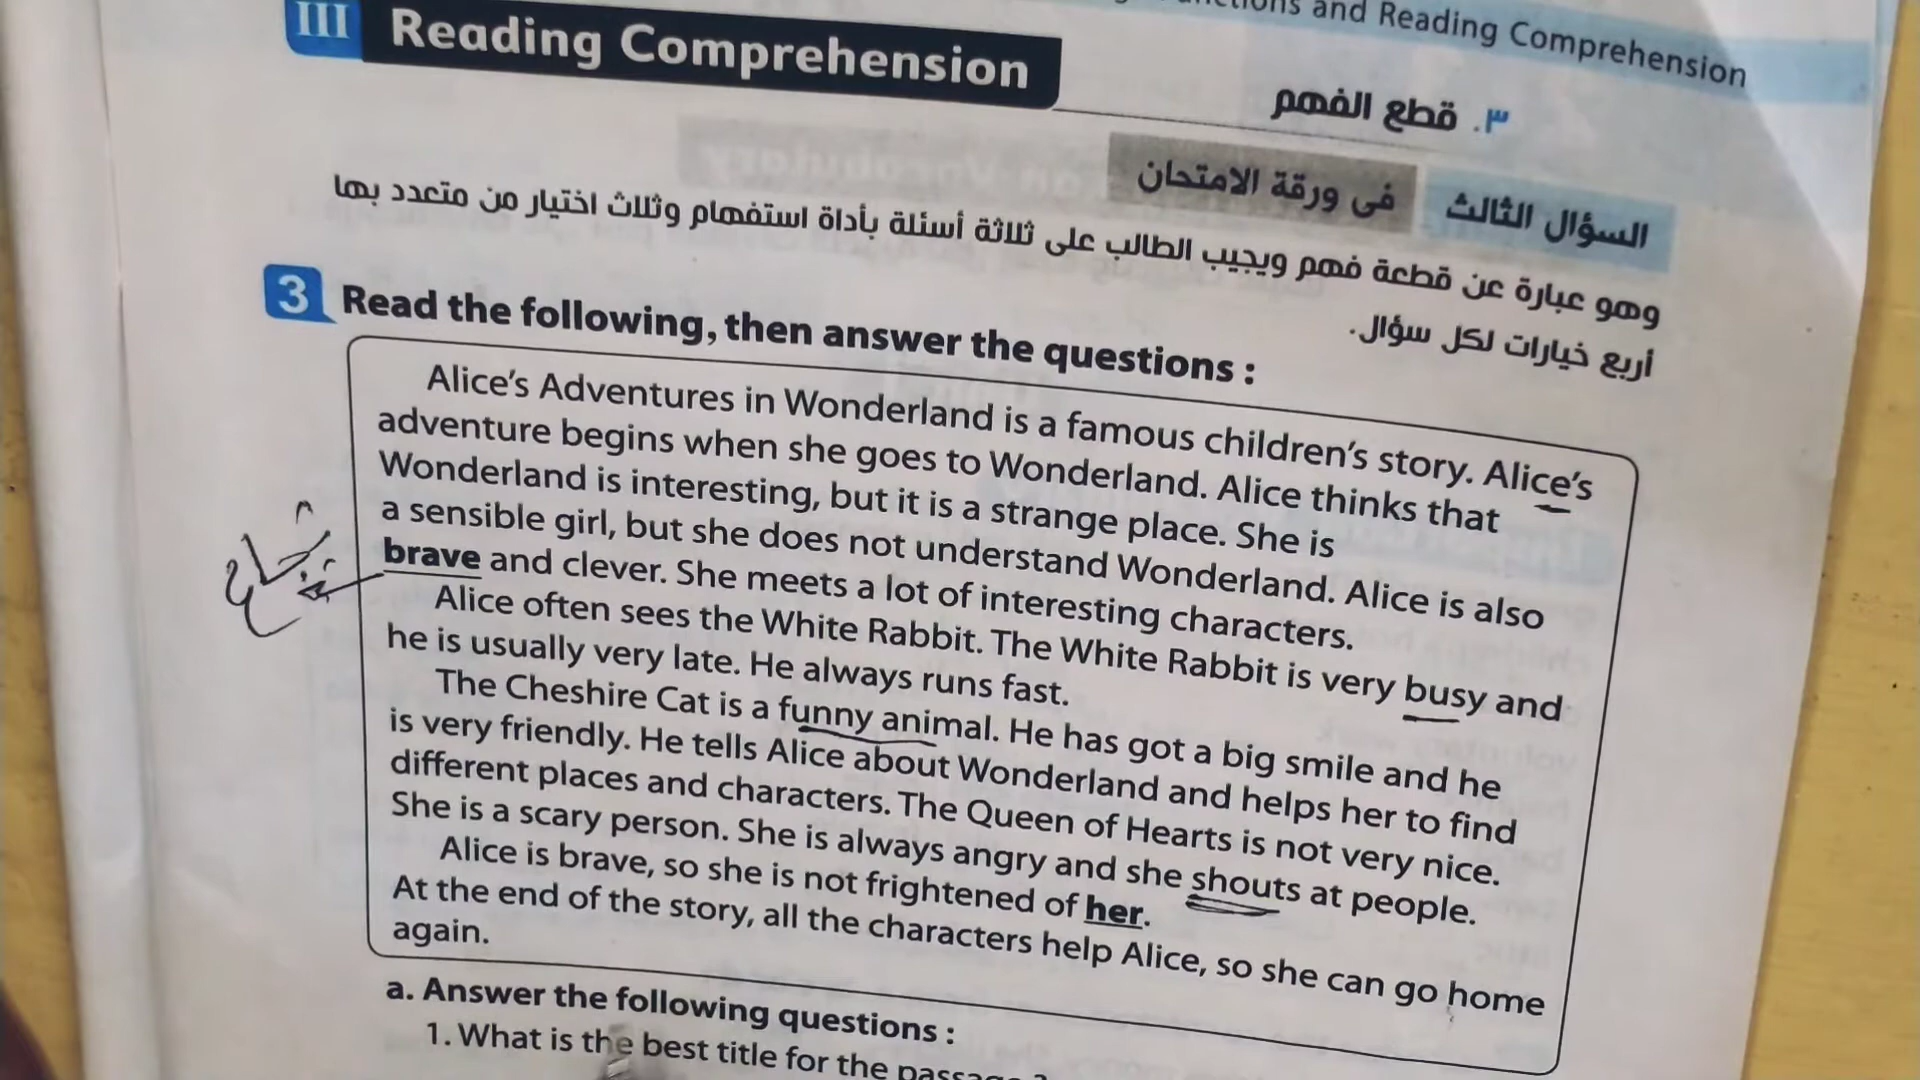 and Reading Comprehension
III Reading Comprehension
٣. قطع الفهم
السؤال الثالث فى ورقة الامتحان
وهو عبارة عن قطعة فهم ويجيب الطالب على ثلاثة أسئلة بأداة استفهام وثلاث اختيار من متعدد بها
أربع خيارات لكل سؤال.
3 Read the following, then answer the questions :
Alice's Adventures in Wonderland is a famous children's story. Alice's
adventure begins when she goes to Wonderland. Alice thinks that
Wonderland is interesting, but it is a strange place. She is
a sensible girl, but she does not understand Wonderland. Alice is also
brave and clever. She meets a lot of interesting characters.
Alice often sees the White Rabbit. The White Rabbit is very busy and
he is usually very late. He always runs fast.
The Cheshire Cat is a funny animal. He has got a big smile and he
is very friendly. He tells Alice about Wonderland and helps her to find
different places and characters. The Queen of Hearts is not very nice.
She is a scary person. She is always angry and she shouts at people.
Alice is brave, so she is not frightened of her.
At the end of the story, all the characters help Alice, so she can go home
again.
a. Answer the following questions :
1. What is the best title for the passage ?